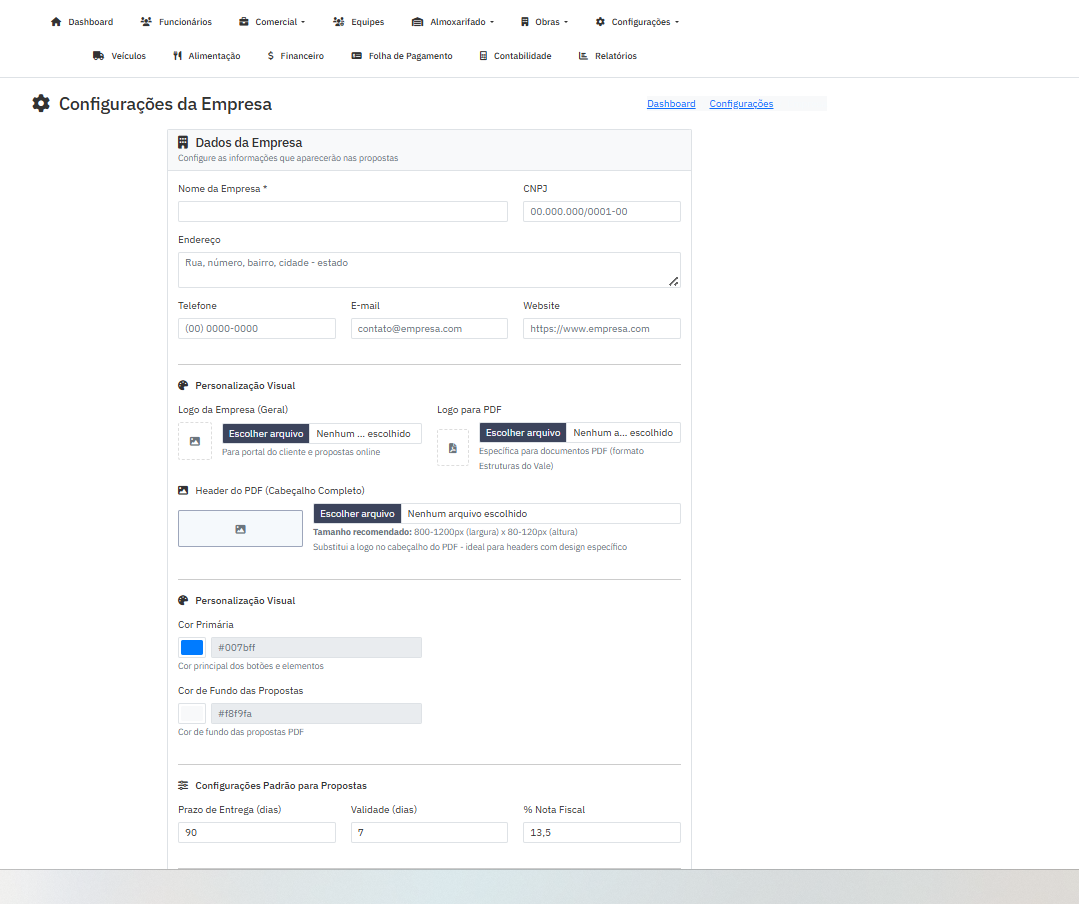 Dashboard Funcionários Comercial Equipes Almoxarifado Obras Configurações
Veículos Alimentação Financeiro Folha de Pagamento Contabilidade Relatórios
Configurações da Empresa Dashboard Configurações
Dados da Empresa
Configure as informações que aparecerão nas propostas
Nome da Empresa * CNPJ
00.000.000/0001-00
Endereço
Rua, número, bairro, cidade - estado
Telefone E-mail Website
(00) 0000-0000 contato@empresa.com https://www.empresa.com
Personalização Visual
Logo da Empresa (Geral) Logo para PDF
Escolher arquivo Nenhum ... escolhido Escolher arquivo Nenhum a... escolhido
Para portal do cliente e propostas online Específica para documentos PDF (formato
Estruturas do Vale)
Header do PDF (Cabeçalho Completo)
Escolher arquivo Nenhum arquivo escolhido
Tamanho recomendado: 800-1200px (largura) x 80-120px (altura)
Substitui a logo no cabeçalho do PDF - ideal para headers com design específico
Personalização Visual
Cor Primária
#007bff
Cor principal dos botões e elementos
Cor de Fundo das Propostas
#f8f9fa
Cor de fundo das propostas PDF
Configurações Padrão para Propostas
Prazo de Entrega (dias) Validade (dias) % Nota Fiscal
90 7 13,5